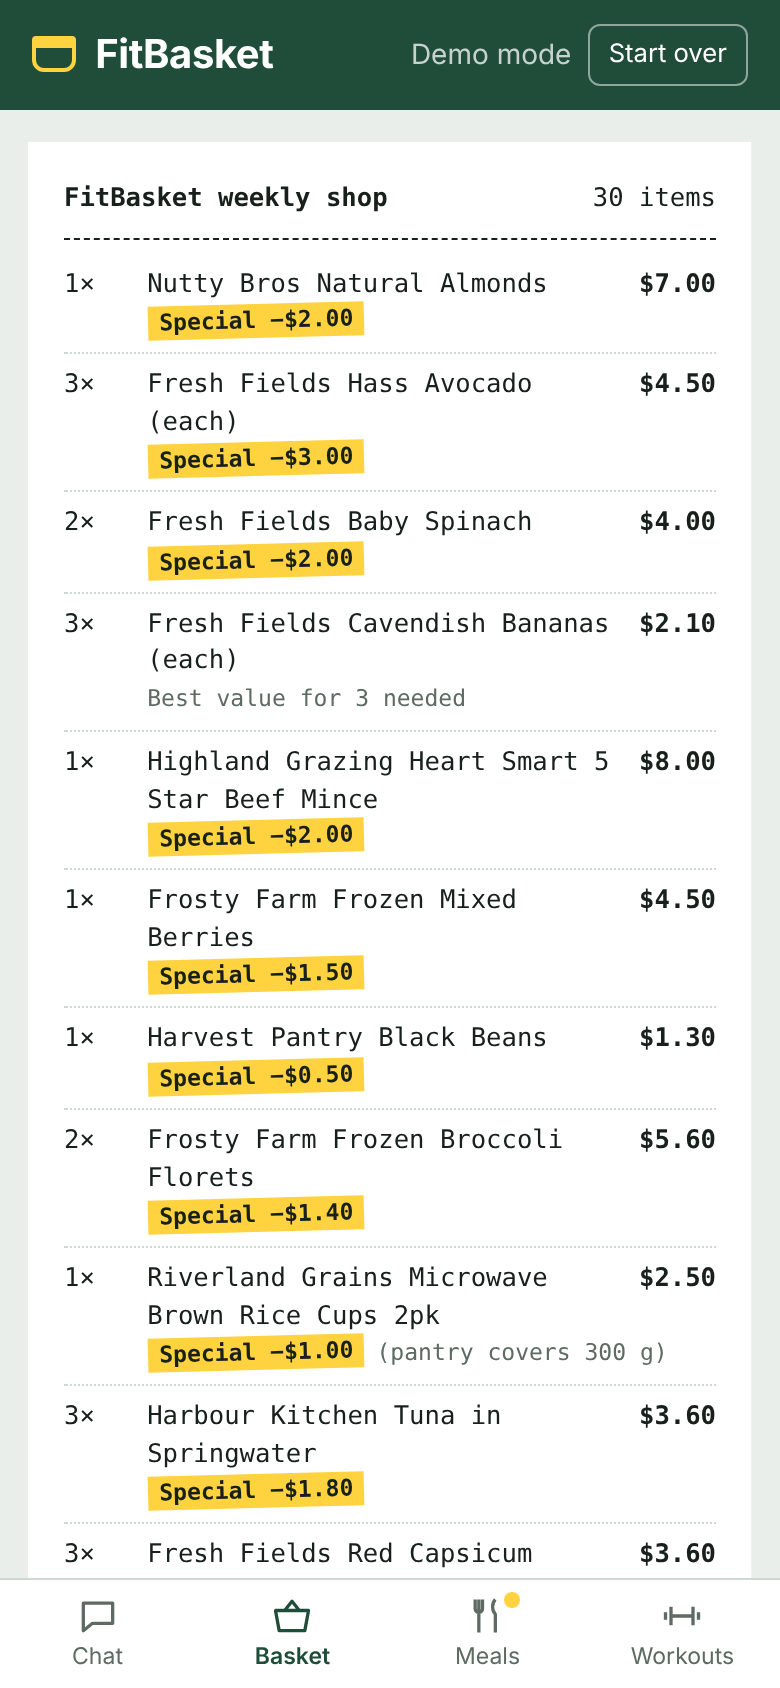 FitBasket
Demo mode
Start over
FitBasket weekly shop 30 items
1× Nutty Bros Natural Almonds $7.00
Special −$2.00
3× Fresh Fields Hass Avocado $4.50
(each)
Special −$3.00
2× Fresh Fields Baby Spinach $4.00
Special −$2.00
3× Fresh Fields Cavendish Bananas $2.10
(each)
Best value for 3 needed
1× Highland Grazing Heart Smart 5 $8.00
Star Beef Mince
Special −$2.00
1× Frosty Farm Frozen Mixed $4.50
Berries
Special −$1.50
1× Harvest Pantry Black Beans $1.30
Special −$0.50
2× Frosty Farm Frozen Broccoli $5.60
Florets
Special −$1.40
1× Riverland Grains Microwave $2.50
Brown Rice Cups 2pk
Special −$1.00 (pantry covers 300 g)
3× Harbour Kitchen Tuna in $3.60
Springwater
Special −$1.80
3× Fresh Fields Red Capsicum $3.60
Chat
Basket
Meals
Workouts